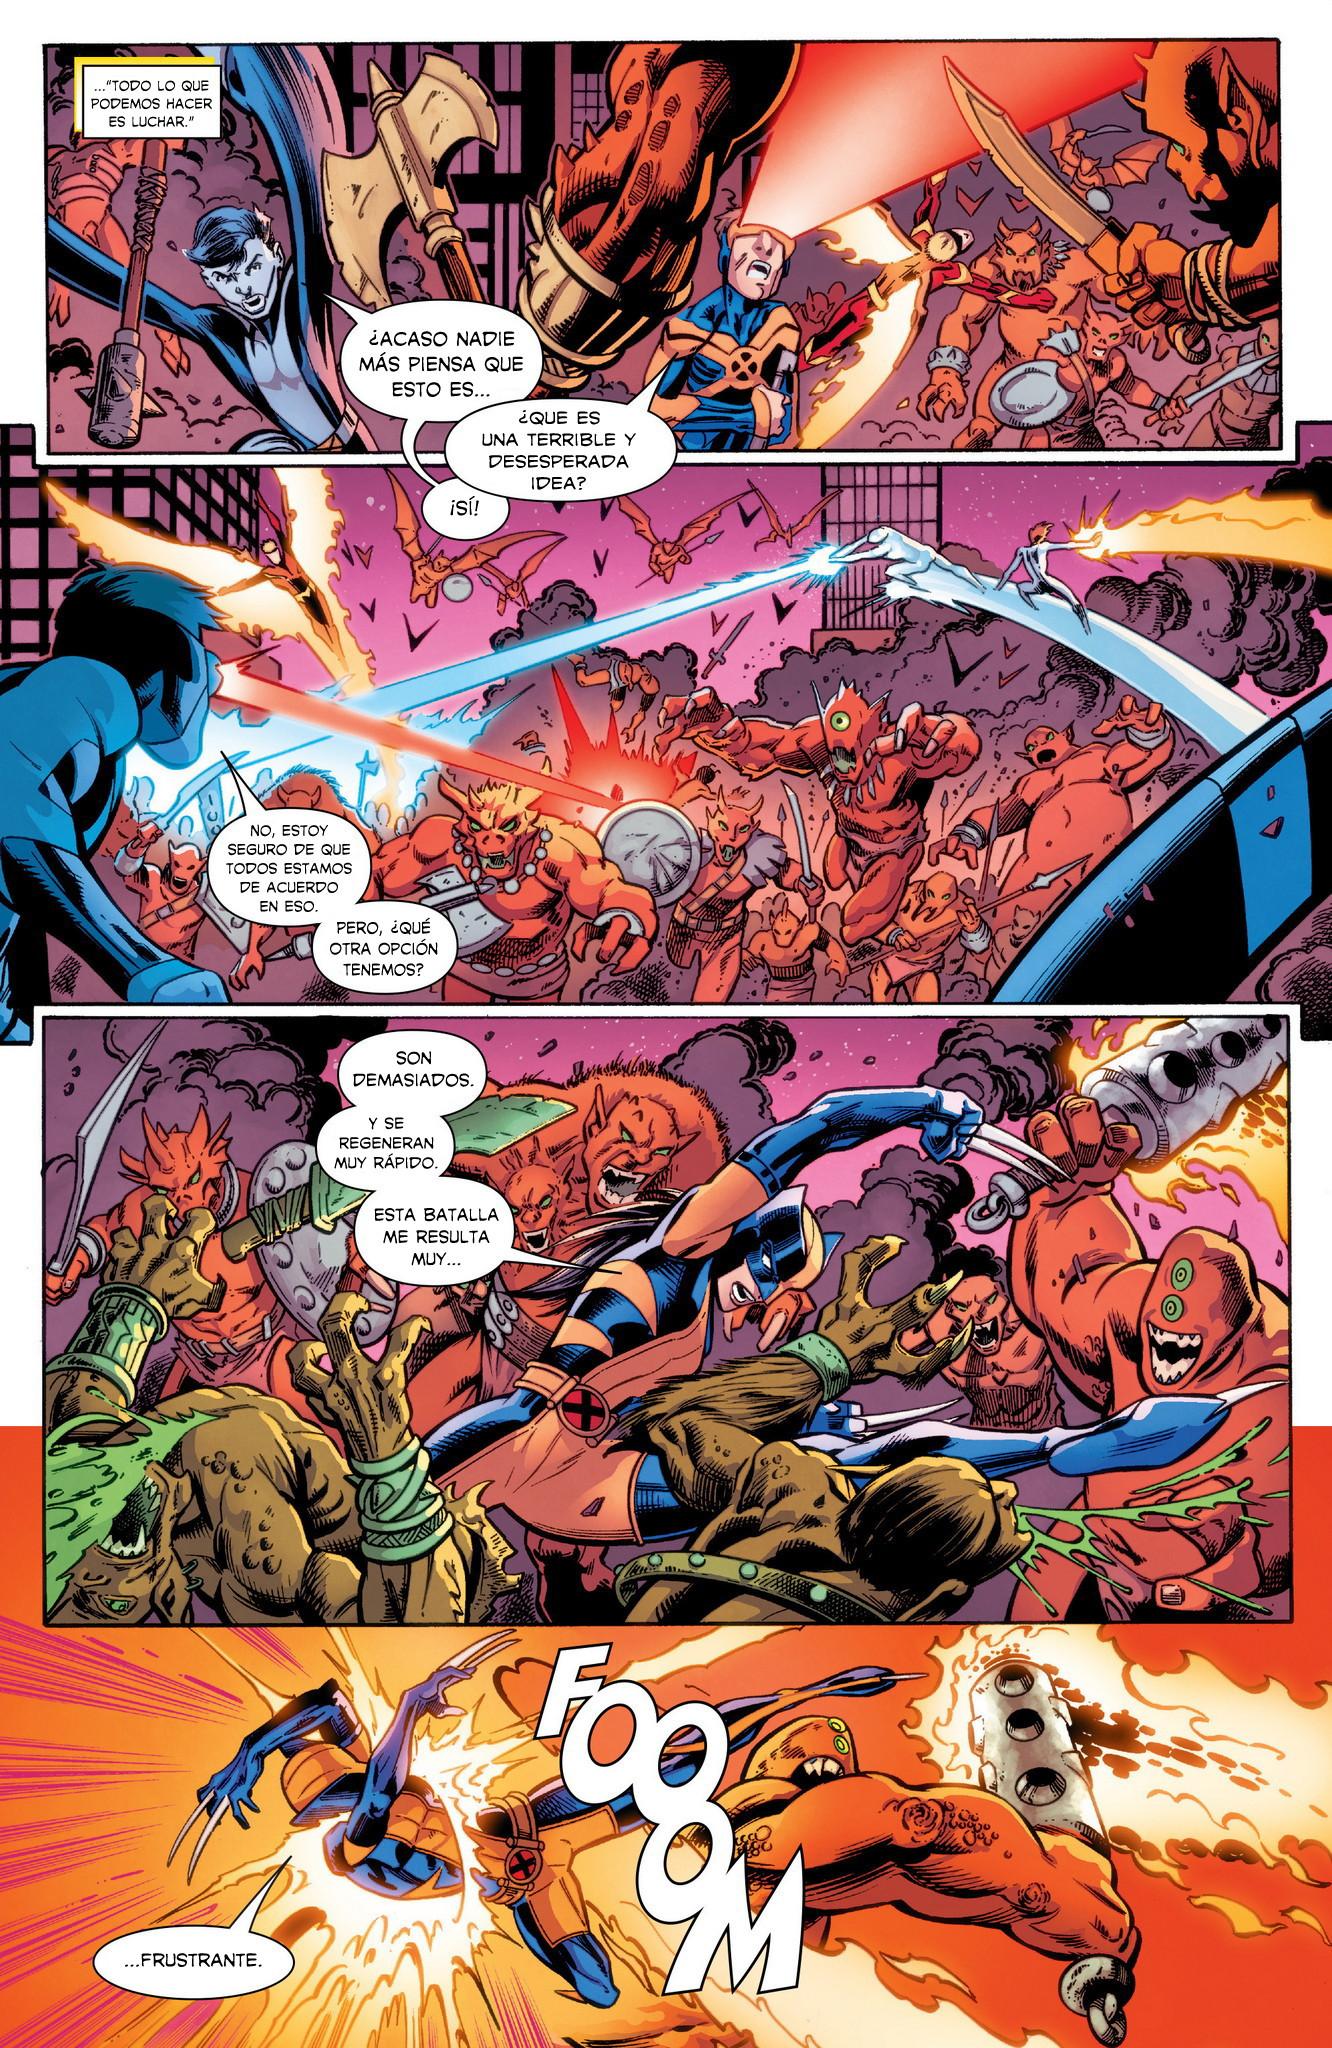 ..."TODO LO QUE
PODEMOS HACER
ES LUCHAR."
¿ACASO NADIE
MÁS PIENSA QUE
ESTO ES...
¿QUE ES
UNA TERRIBLE Y
DESESPERADA
IDEA?
¡SÍ!
NO, ESTOY
SEGURO DE QUE
TODOS ESTAMOS
DE ACUERDO
EN ESO.
PERO, ¿QUÉ
OTRA OPCIÓN
TENEMOS?
SON
DEMASIADOS.
Y SE
REGENERAN
MUY RÁPIDO.
ESTA BATALLA
ME RESULTA
MUY...
FOOOOM
...FRUSTRANTE.